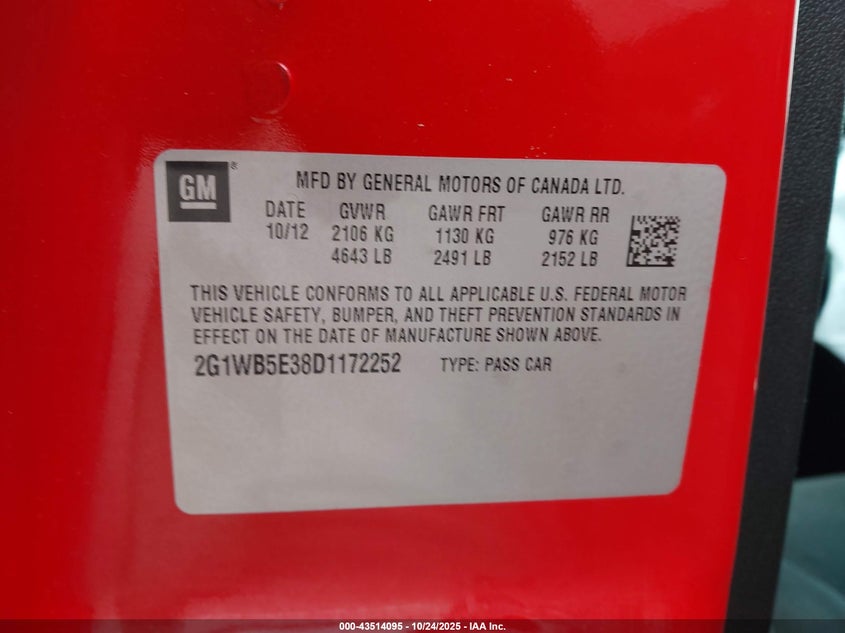 GM®
MFD BY GENERAL MOTORS OF CANADA LTD.
DATE GVWR GAWR FRT GAWR RR
10/12 2106 KG 1130 KG 976 KG
4643 LB 2491 LB 2152 LB
THIS VEHICLE CONFORMS TO ALL APPLICABLE U.S. FEDERAL MOTOR
VEHICLE SAFETY, BUMPER, AND THEFT PREVENTION STANDARDS IN
EFFECT ON THE DATE OF MANUFACTURE SHOWN ABOVE.
2G1WB5E38D1172252 TYPE: PASS CAR
000-43514095 - 10/24/2025 - IAA Inc.